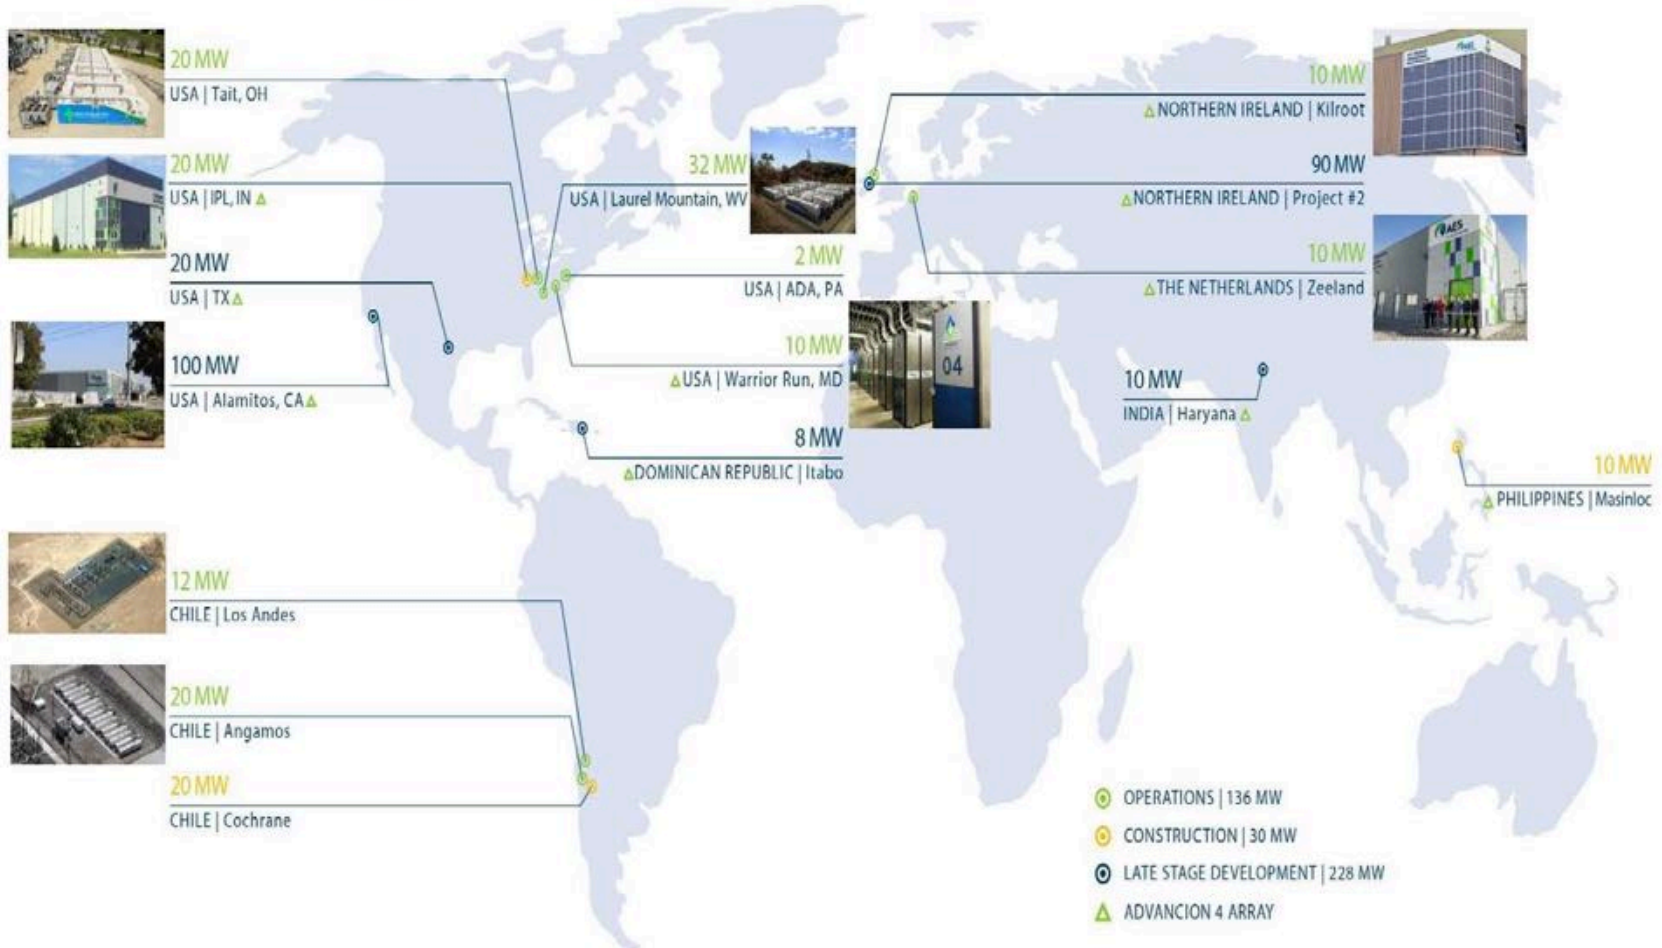 20 MW
USA | Tait, OH
20 MW
USA | IPL, IN
20 MW
USA | TX
100 MW
USA | Alamitos, CA
32 MW
USA | Laurel Mountain, WV
2 MW
USA | ADA, PA
10 MW
USA | Warrior Run, MD
8 MW
DOMINICAN REPUBLIC | Itabo
04
10 MW
NORTHERN IRELAND | Kilroot
90 MW
NORTHERN IRELAND | Project #2
10 MW
THE NETHERLANDS | Zeeland
AES
10 MW
INDIA | Haryana
10 MW
PHILIPPINES | Masinloc
12 MW
CHILE | Los Andes
20 MW
CHILE | Angamos
20 MW
CHILE | Cochrane
OPERATIONS | 136 MW
CONSTRUCTION | 30 MW
LATE STAGE DEVELOPMENT | 228 MW
ADVANCION 4 ARRAY